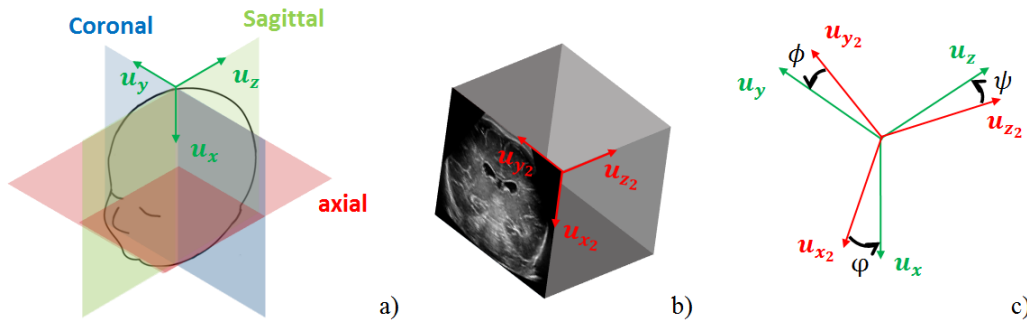 Coronal
Sagittal
u_y
u_z
u_x
axial
a)
u_y₂
u_z₂
u_x₂
b)
u_y₂
ϕ
u_z
u_y
ψ
u_z₂
u_x₂
φ
u_x
c)